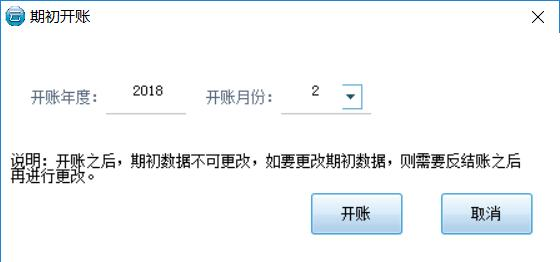 期初开账
开账年度： 2018 开账月份： 2
说明：开账之后，期初数据不可更改，如要更改期初数据，则需要反结账之后
再进行更改。
开账 取消